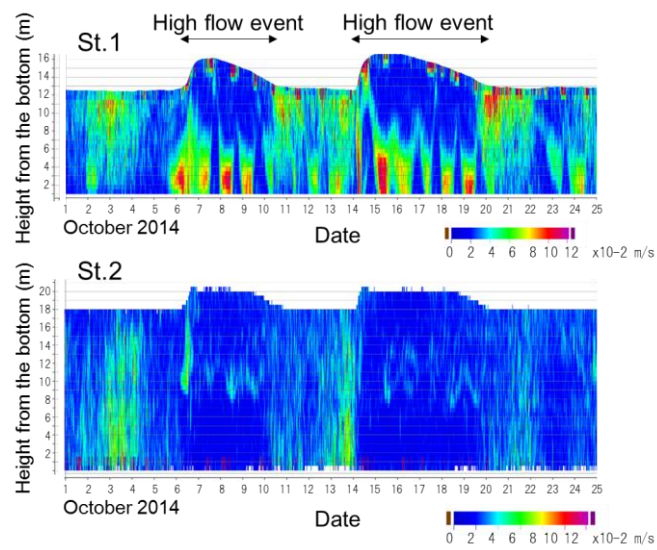 High flow event High flow event
St.1
Height from the bottom (m)
16
14
12
10
8
6
4
2
1 2 3 4 5 6 7 8 9 10 11 12 13 14 15 16 17 18 19 20 21 22 23 24 25
October 2014
Date
0 2 4 6 8 10 12 x10-2 m/s
St.2
Height from the bottom (m)
20
18
16
14
12
10
8
6
4
2
1 2 3 4 5 6 7 8 9 10 11 12 13 14 15 16 17 18 19 20 21 22 23 24 25
October 2014
Date
0 2 4 6 8 10 12 14 x10-2 m/s